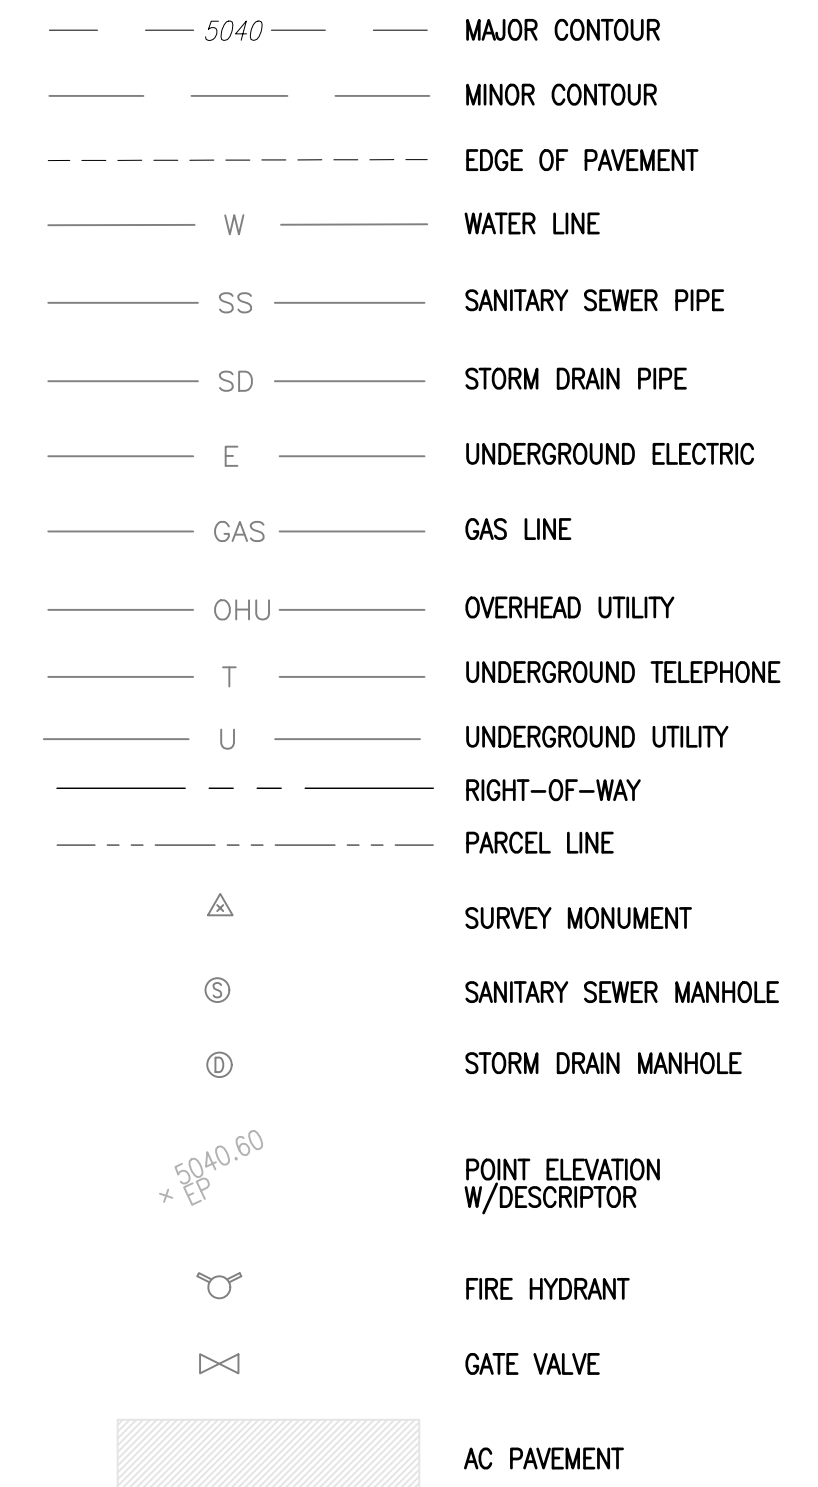 5040 MAJOR CONTOUR
MINOR CONTOUR
EDGE OF PAVEMENT
W WATER LINE
SS SANITARY SEWER PIPE
SD STORM DRAIN PIPE
E UNDERGROUND ELECTRIC
GAS GAS LINE
OHU OVERHEAD UTILITY
T UNDERGROUND TELEPHONE
U UNDERGROUND UTILITY
RIGHT-OF-WAY
PARCEL LINE
SURVEY MONUMENT
S SANITARY SEWER MANHOLE
D STORM DRAIN MANHOLE
5040.60
EP
POINT ELEVATION
W/DESCRIPTOR
FIRE HYDRANT
GATE VALVE
AC PAVEMENT